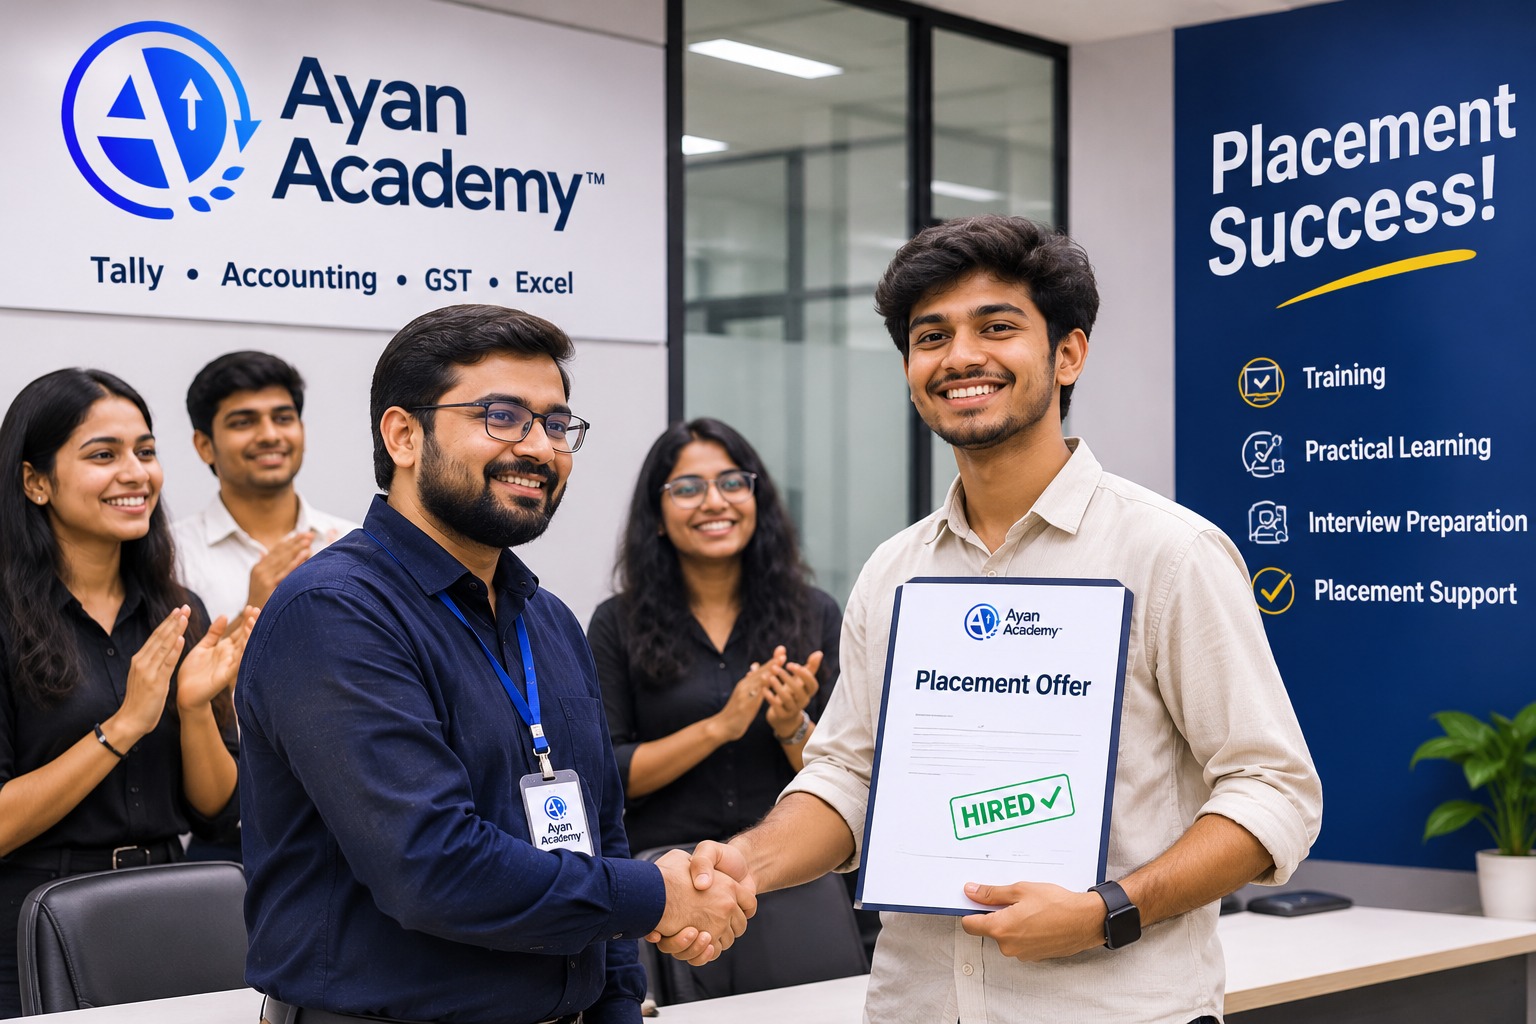 Ayan
Academy™
Tally • Accounting • GST • Excel
Placement
Success!
Training
Practical Learning
Interview Preparation
Placement Support
Ayan
Academy
Ayan
Academy
Placement Offer
HIRED ✓